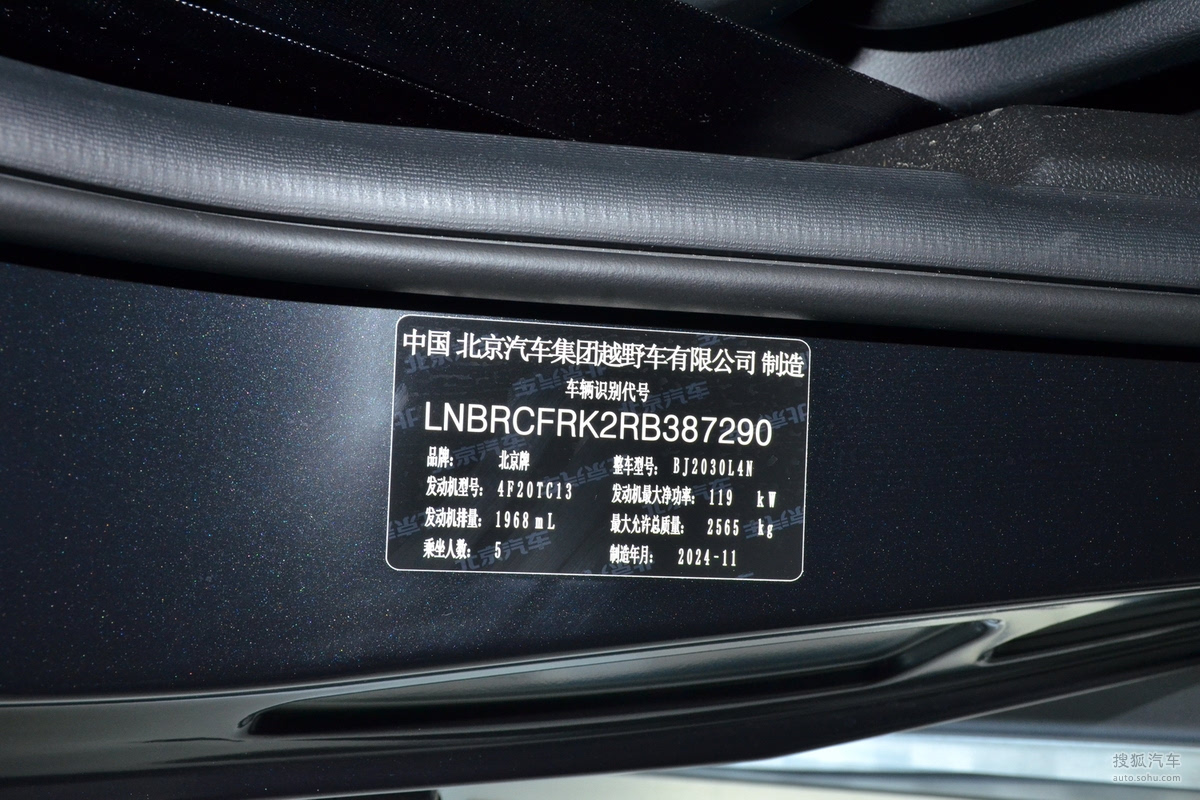 中国 北京汽车集团越野车有限公司 制造
车辆识别代号
LNBRCFRK2RB387290
品牌: 北京牌 整车型号: BJ2030L4N
发动机型号: 4F20TC13 发动机最大净功率: 119 kW
发动机排量: 1968 mL 最大允许总质量: 2565 kg
乘坐人数: 5 制造年月: 2024-11
搜狐汽车
auto.sohu.com